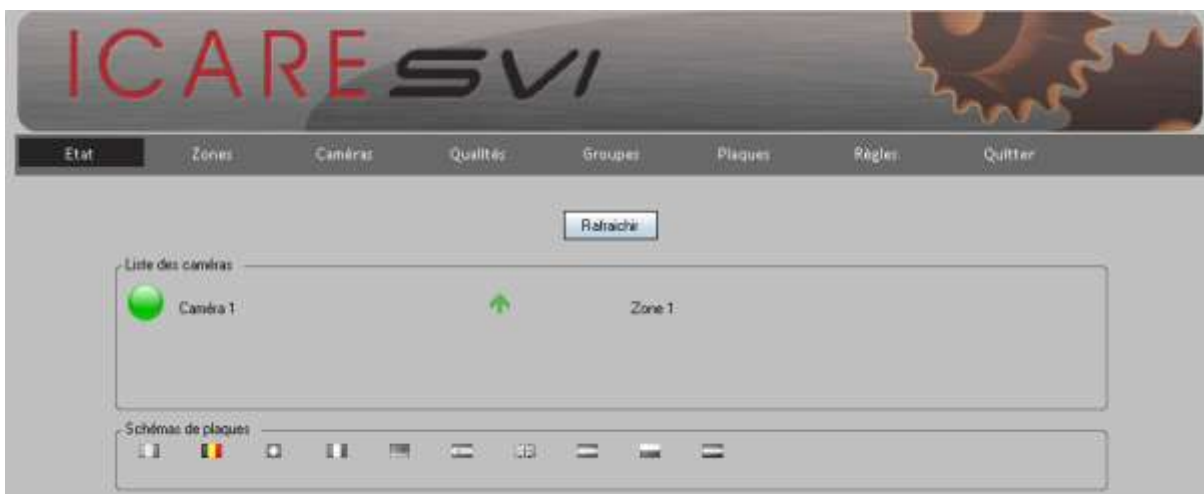 ICARE SVI
Etat Zones Caméras Qualités Groupes Plaques Règles Quitter
Rafraichir
Liste des caméras
Caméra 1 Zone 1
Schémas de plaques